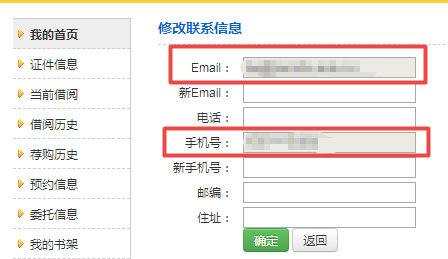 我的首页
证件信息
当前借阅
借阅历史
荐购历史
预约信息
委托信息
我的书架
修改联系信息
Email：
新Email：
电话：
手机号：
新手机号：
邮编：
住址：
确定 返回